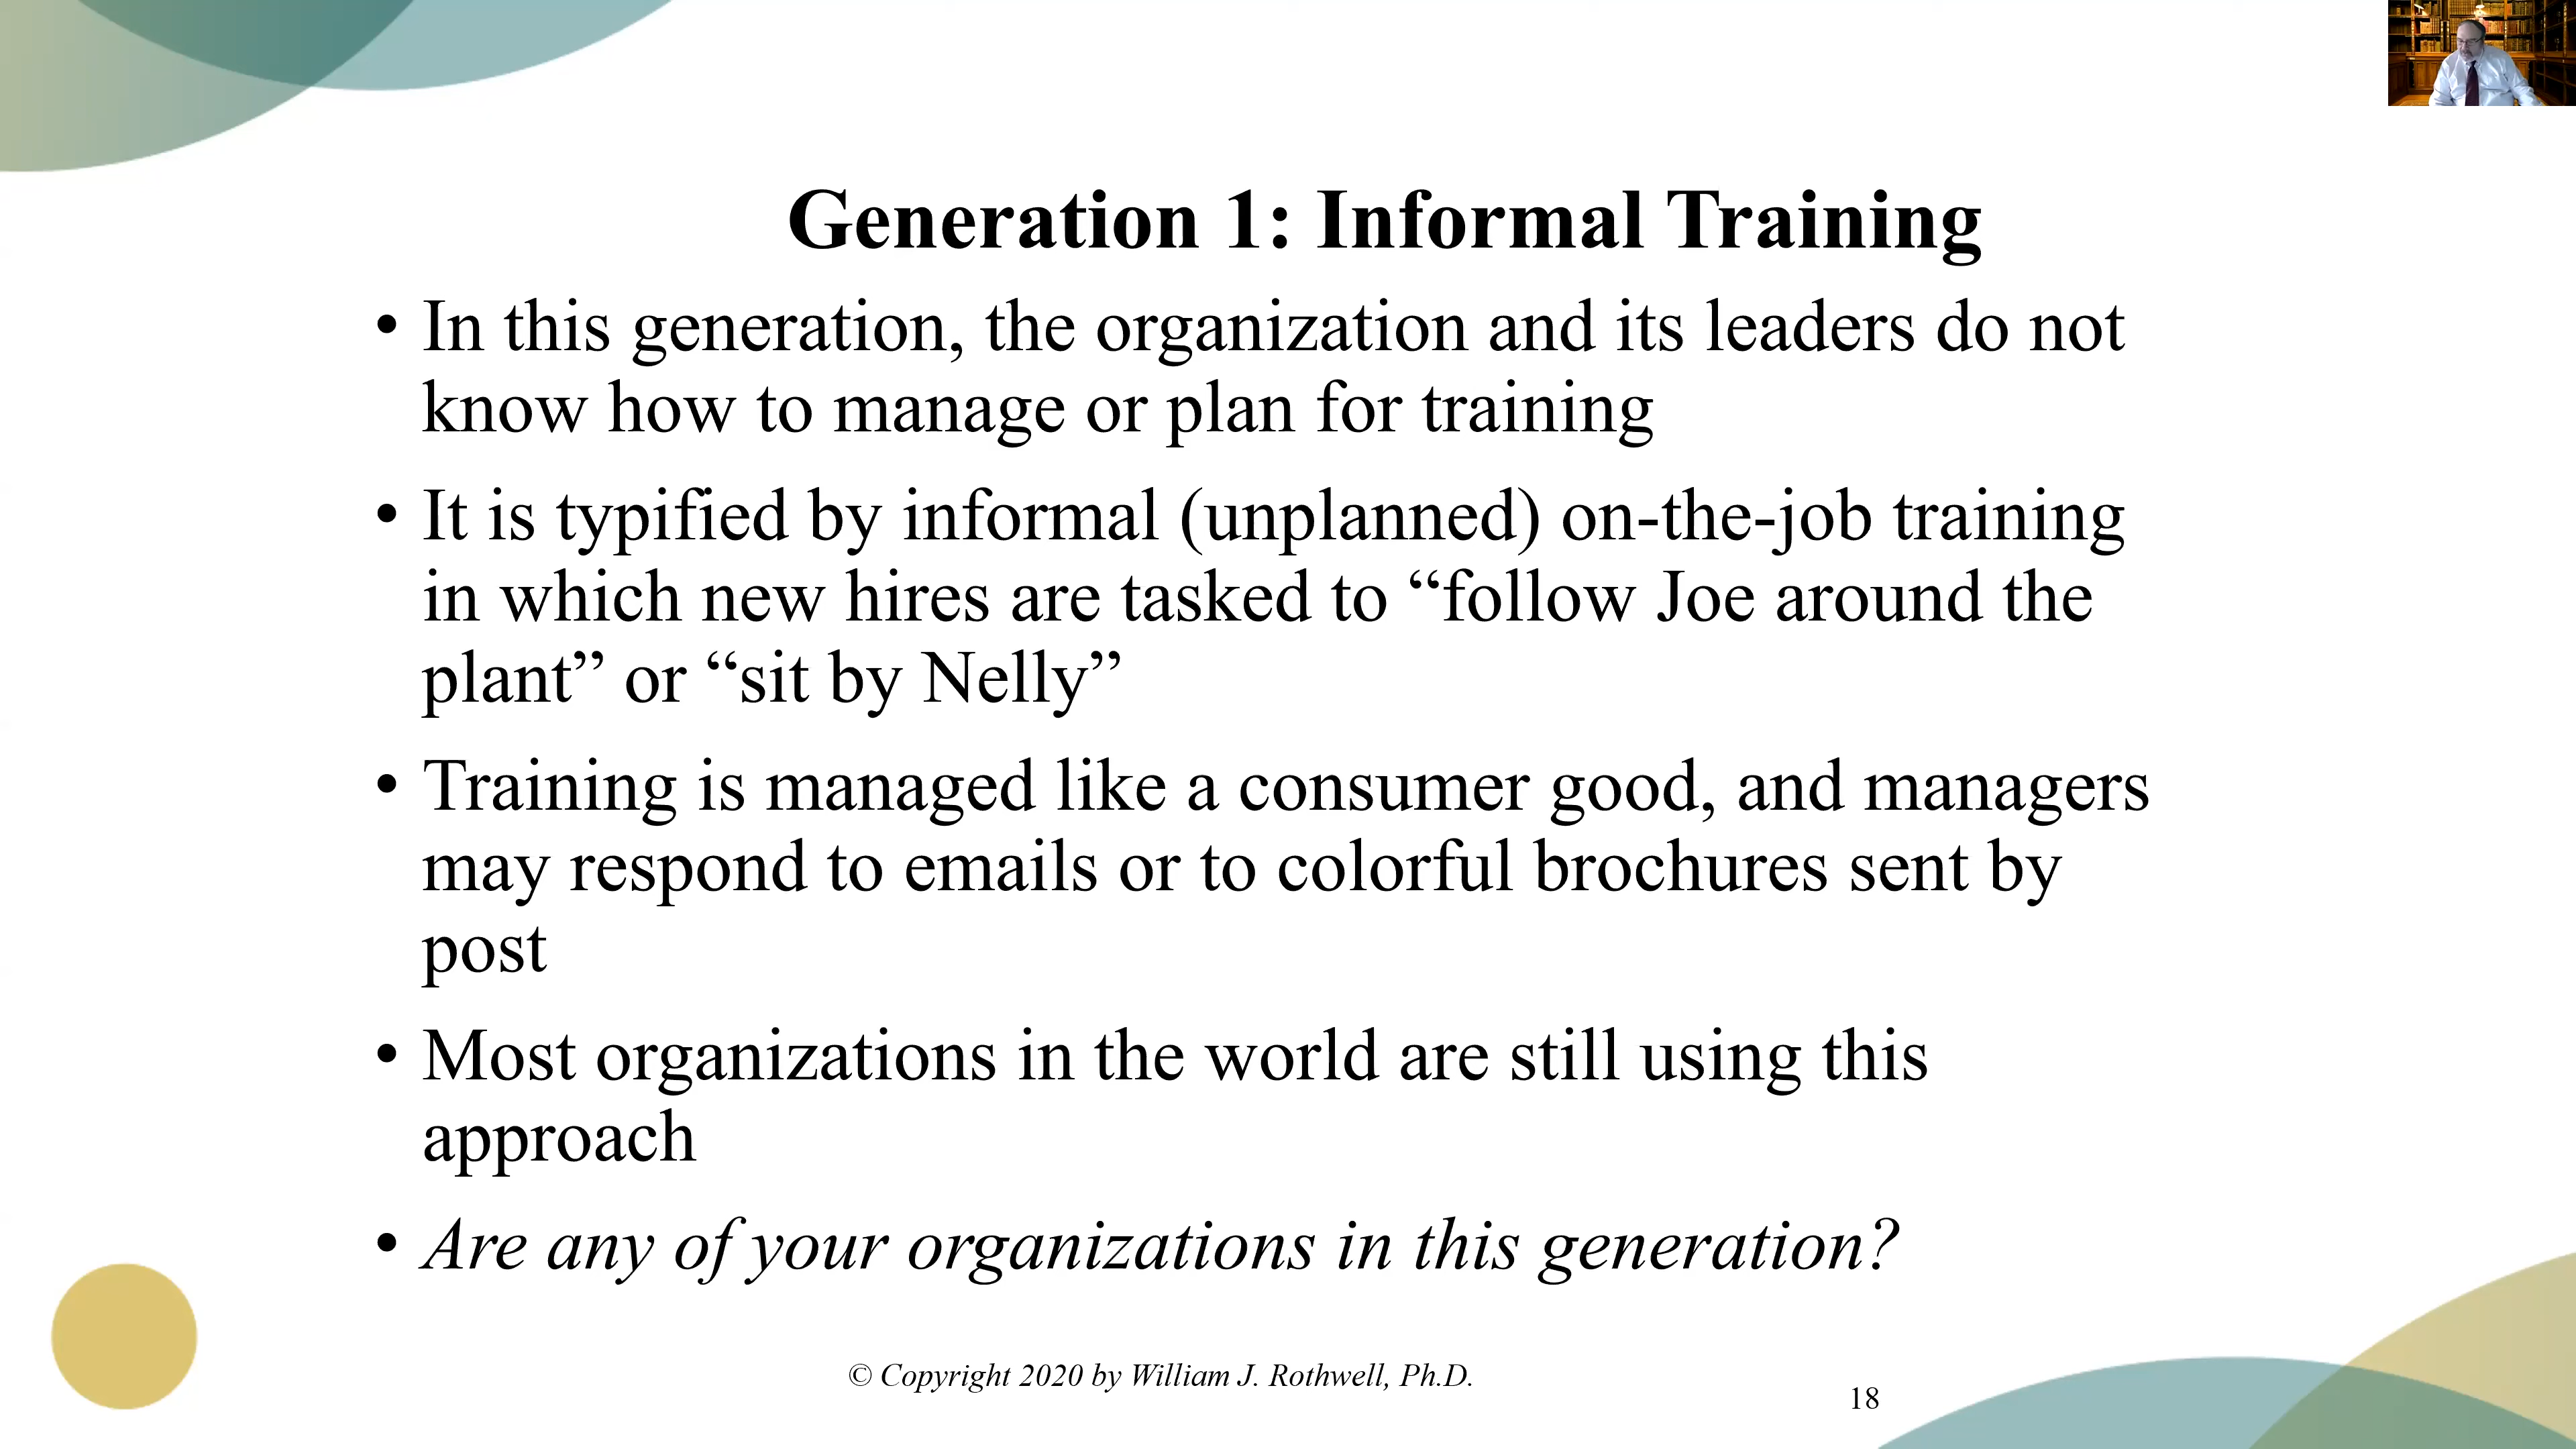 Generation 1: Informal Training
• In this generation, the organization and its leaders do not
know how to manage or plan for training
• It is typified by informal (unplanned) on-the-job training
in which new hires are tasked to “follow Joe around the
plant” or “sit by Nelly”
• Training is managed like a consumer good, and managers
may respond to emails or to colorful brochures sent by
post
• Most organizations in the world are still using this
approach
• Are any of your organizations in this generation?
© Copyright 2020 by William J. Rothwell, Ph.D.
18